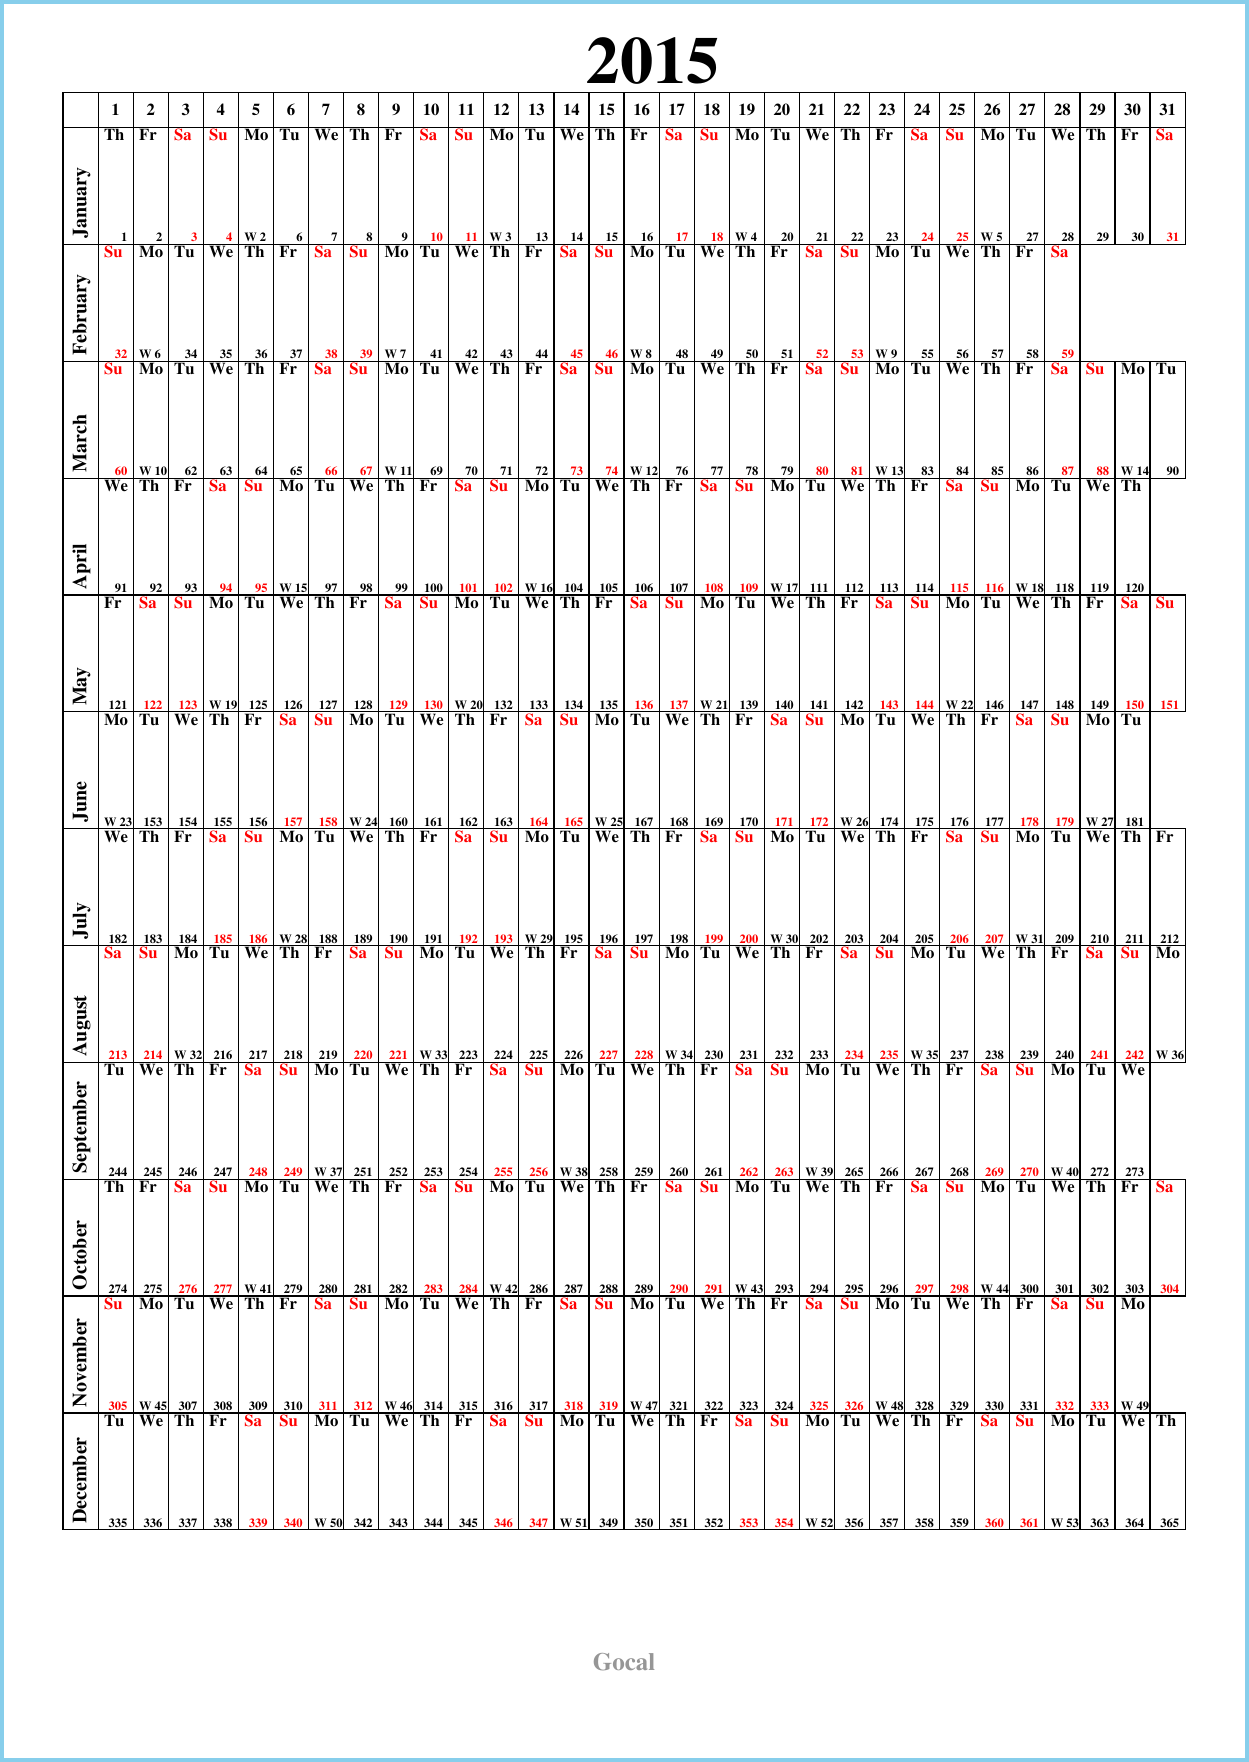 2015
1 2 3 4 5 6 7 8 9 10 11 12 13 14 15 16 17 18 19 20 21 22 23 24 25 26 27 28 29 30 31
Th Fr Sa Su Mo Tu We Th Fr Sa Su Mo Tu We Th Fr Sa Su Mo Tu We Th Fr Sa Su Mo Tu We Th Fr Sa
January
1 2 3 4 W 2 6 7 8 9 10 11 W 3 13 14 15 16 17 18 W 4 20 21 22 23 24 25 W 5 27 28 29 30 31
Su Mo Tu We Th Fr Sa Su Mo Tu We Th Fr Sa Su Mo Tu We Th Fr Sa Su Mo Tu We Th Fr Sa
February
32 W 6 34 35 36 37 38 39 W 7 41 42 43 44 45 46 W 8 48 49 50 51 52 53 W 9 55 56 57 58 59
Su Mo Tu We Th Fr Sa Su Mo Tu We Th Fr Sa Su Mo Tu We Th Fr Sa Su Mo Tu We Th Fr Sa Su Mo Tu
March
60 W 10 62 63 64 65 66 67 W 11 69 70 71 72 73 74 W 12 76 77 78 79 80 81 W 13 83 84 85 86 87 88 W 14 90
We Th Fr Sa Su Mo Tu We Th Fr Sa Su Mo Tu We Th Fr Sa Su Mo Tu We Th Fr Sa Su Mo Tu We Th
April
91 92 93 94 95 W 15 97 98 99 100 101 102 W 16 104 105 106 107 108 109 W 17 111 112 113 114 115 116 W 18 118 119 120
Fr Sa Su Mo Tu We Th Fr Sa Su Mo Tu We Th Fr Sa Su Mo Tu We Th Fr Sa Su Mo Tu We Th Fr Sa Su
May
121 122 123 W 19 125 126 127 128 129 130 W 20 132 133 134 135 136 137 W 21 139 140 141 142 143 144 W 22 146 147 148 149 150 151
Mo Tu We Th Fr Sa Su Mo Tu We Th Fr Sa Su Mo Tu We Th Fr Sa Su Mo Tu We Th Fr Sa Su Mo Tu
June
W 23 153 154 155 156 157 158 W 24 160 161 162 163 164 165 W 25 167 168 169 170 171 172 W 26 174 175 176 177 178 179 W 27 181
We Th Fr Sa Su Mo Tu We Th Fr Sa Su Mo Tu We Th Fr Sa Su Mo Tu We Th Fr Sa Su Mo Tu We Th Fr
July
182 183 184 185 186 W 28 188 189 190 191 192 193 W 29 195 196 197 198 199 200 W 30 202 203 204 205 206 207 W 31 209 210 211 212
Sa Su Mo Tu We Th Fr Sa Su Mo Tu We Th Fr Sa Su Mo Tu We Th Fr Sa Su Mo Tu We Th Fr Sa Su Mo
August
213 214 W 32 216 217 218 219 220 221 W 33 223 224 225 226 227 228 W 34 230 231 232 233 234 235 W 35 237 238 239 240 241 242 W 36
Tu We Th Fr Sa Su Mo Tu We Th Fr Sa Su Mo Tu We Th Fr Sa Su Mo Tu We Th Fr Sa Su Mo Tu We
September
244 245 246 247 248 249 W 37 251 252 253 254 255 256 W 38 258 259 260 261 262 263 W 39 265 266 267 268 269 270 W 40 272 273
Th Fr Sa Su Mo Tu We Th Fr Sa Su Mo Tu We Th Fr Sa Su Mo Tu We Th Fr Sa Su Mo Tu We Th Fr Sa
October
274 275 276 277 W 41 279 280 281 282 283 284 W 42 286 287 288 289 290 291 W 43 293 294 295 296 297 298 W 44 300 301 302 303 304
Su Mo Tu We Th Fr Sa Su Mo Tu We Th Fr Sa Su Mo Tu We Th Fr Sa Su Mo Tu We Th Fr Sa Su Mo
November
305 W 45 307 308 309 310 311 312 W 46 314 315 316 317 318 319 W 47 321 322 323 324 325 326 W 48 328 329 330 331 332 333 W 49
Tu We Th Fr Sa Su Mo Tu We Th Fr Sa Su Mo Tu We Th Fr Sa Su Mo Tu We Th Fr Sa Su Mo Tu We Th
December
335 336 337 338 339 340 W 50 342 343 344 345 346 347 W 51 349 350 351 352 353 354 W 52 356 357 358 359 360 361 W 53 363 364 365
Gocal